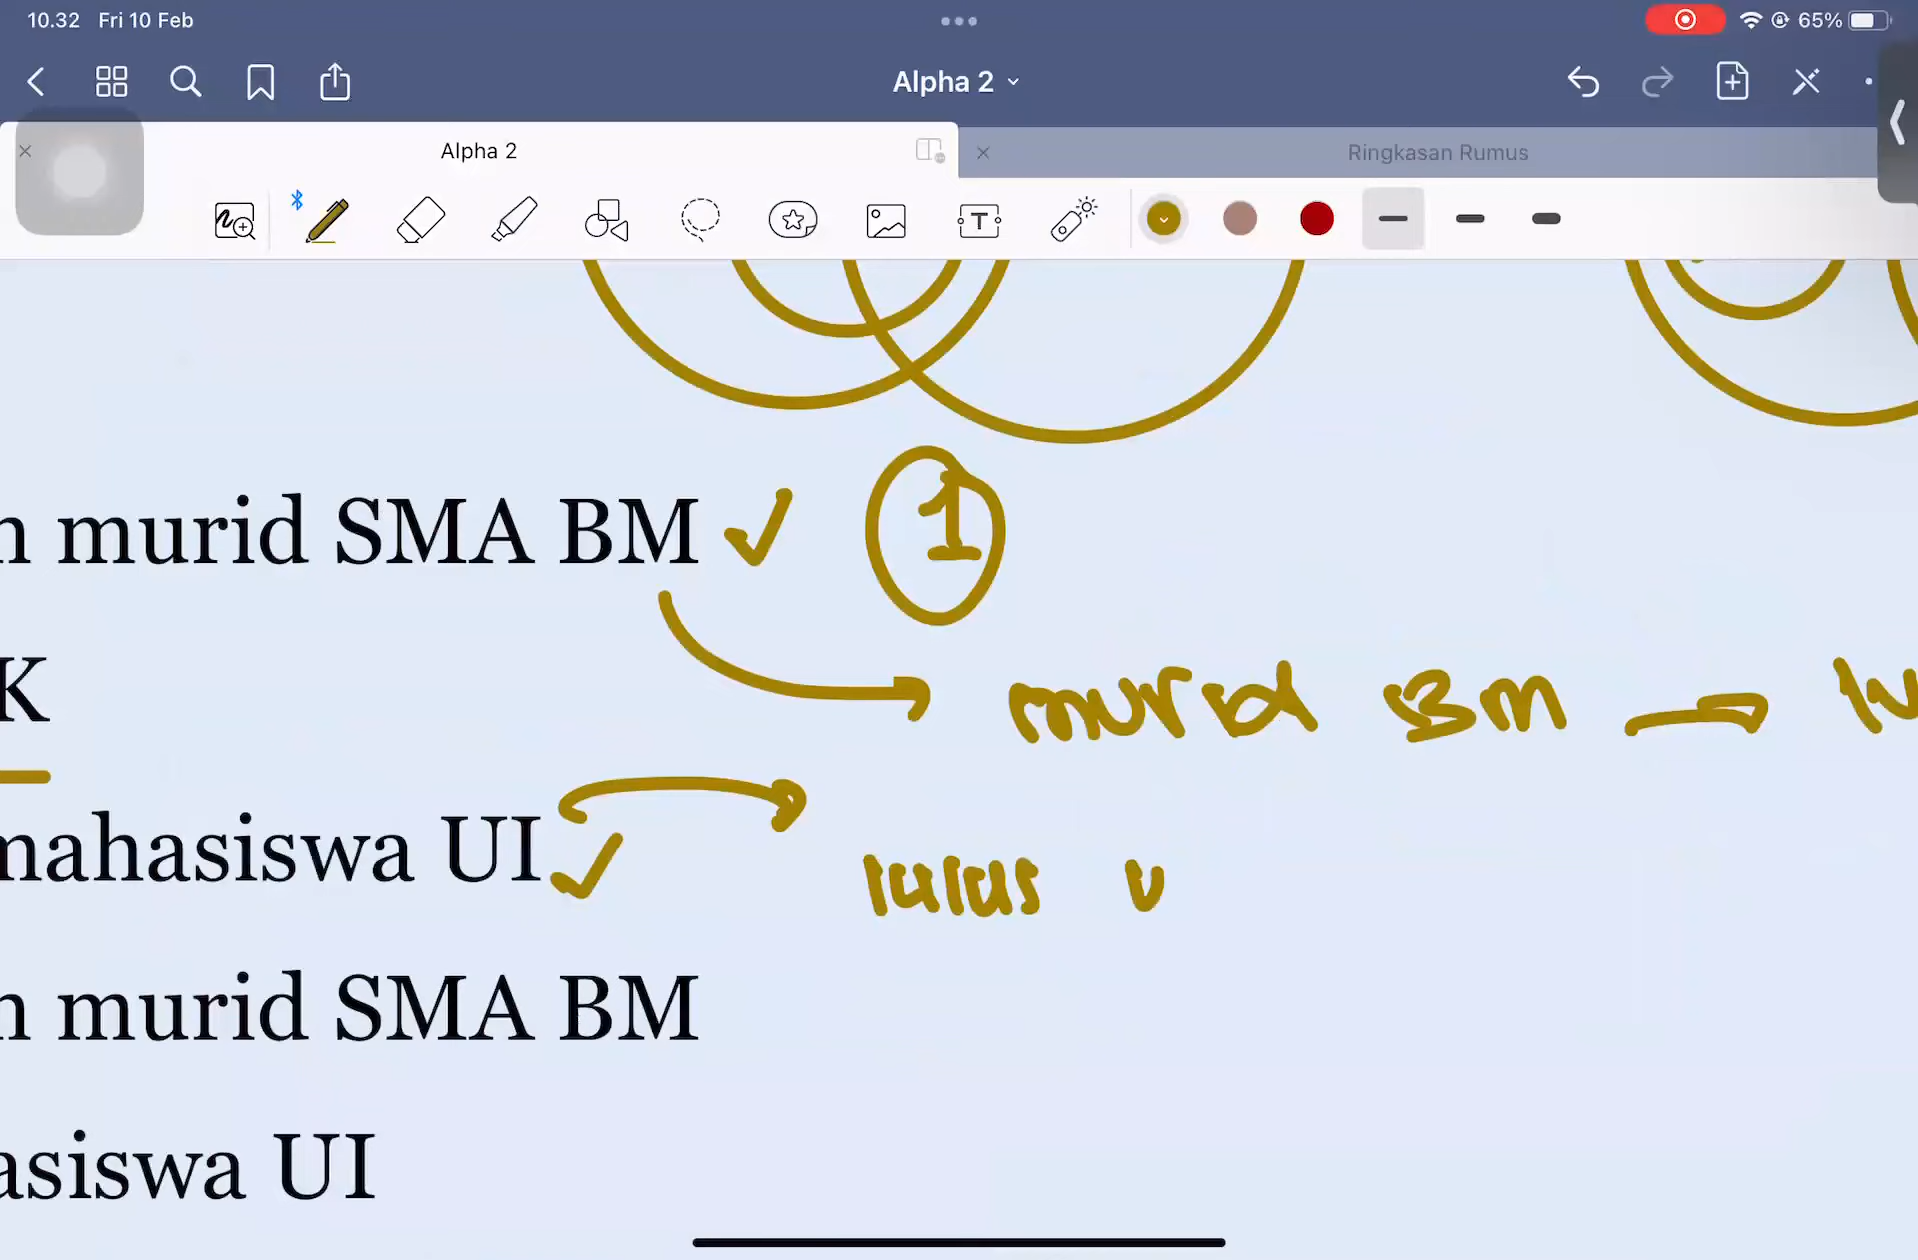 10.32 Fri 10 Feb
65%
Alpha 2
Alpha 2
Ringkasan Rumus
T
n murid SMA BM
1
K
murid BM
mahasiswa UI
lulus U
n murid SMA BM
asiswa UI